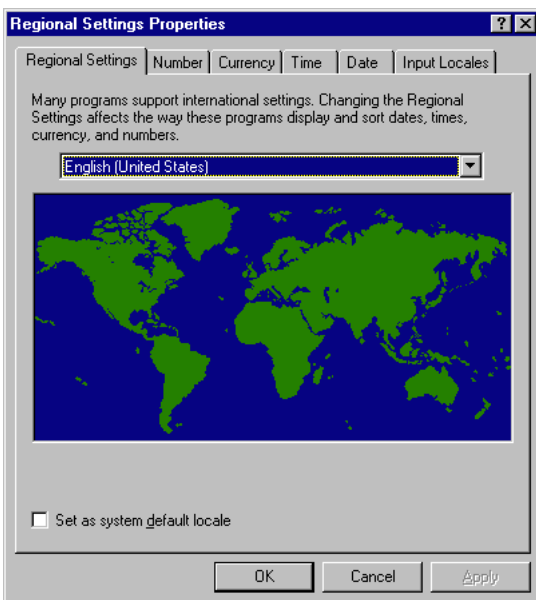 Regional Settings Properties
Regional Settings Number Currency Time Date Input Locales
Many programs support international settings. Changing the Regional
Settings affects the way these programs display and sort dates, times,
currency, and numbers.
English (United States)
Set as system default locale
OK Cancel Apply